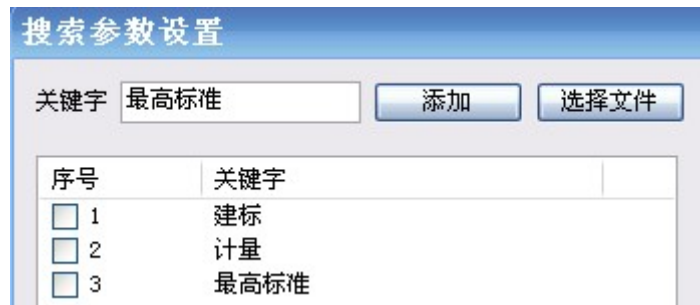 搜索参数设置
关键字 最高标准 添加 选择文件
序号 关键字
1 建标
2 计量
3 最高标准